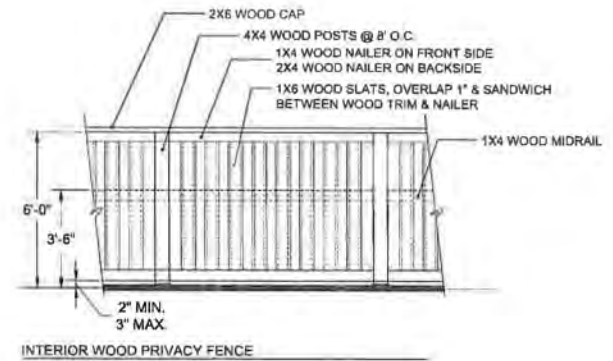 2X6 WOOD CAP
4X4 WOOD POSTS @ 8' O.C.
1X4 WOOD NAILER ON FRONT SIDE
2X4 WOOD NAILER ON BACKSIDE
1X6 WOOD SLATS, OVERLAP 1" & SANDWICH
BETWEEN WOOD TRIM & NAILER
1X4 WOOD MIDRAIL
6'-0"
3'-6"
2" MIN.
3" MAX.
INTERIOR WOOD PRIVACY FENCE